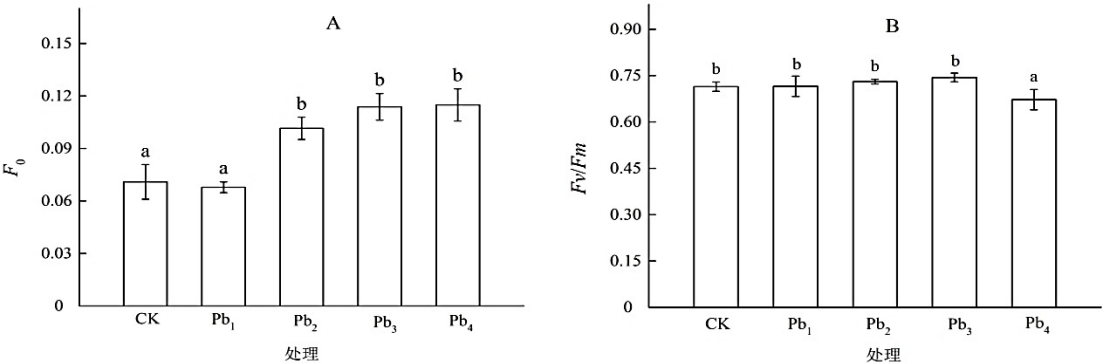 A
0.15
0.12
0.09
0.06
0.03
0
F₀
a
a
b
b
b
CK
Pb₁
Pb₂
Pb₃
Pb₄
处理
B
0.90
0.75
0.60
0.45
0.30
0.15
0
Fv/Fm
b
b
b
b
a
CK
Pb₁
Pb₂
Pb₃
Pb₄
处理